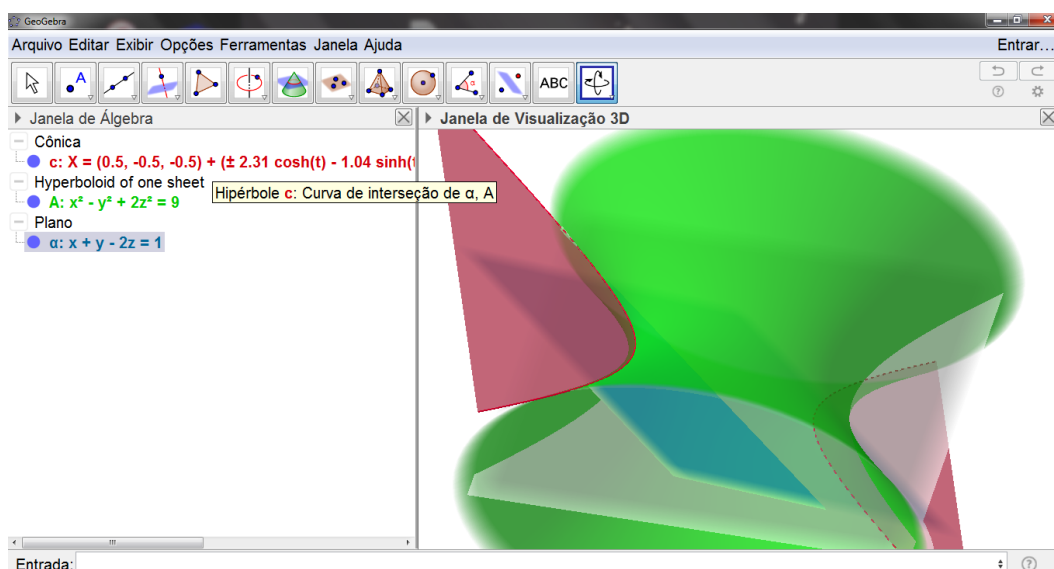 GeoGebra
Arquivo Editar Exibir Opções Ferramentas Janela Ajuda
Entrar...
A
α
ABC
Janela de Álgebra
Janela de Visualização 3D
Cônica
c: X = (0.5, -0.5, -0.5) + (± 2.31 cosh(t) - 1.04 sinh(
Hyperboloid of one sheet
Hipérbole c: Curva de interseção de α, A
A: x² - y² + 2z² = 9
Plano
α: x + y - 2z = 1
Entrada: